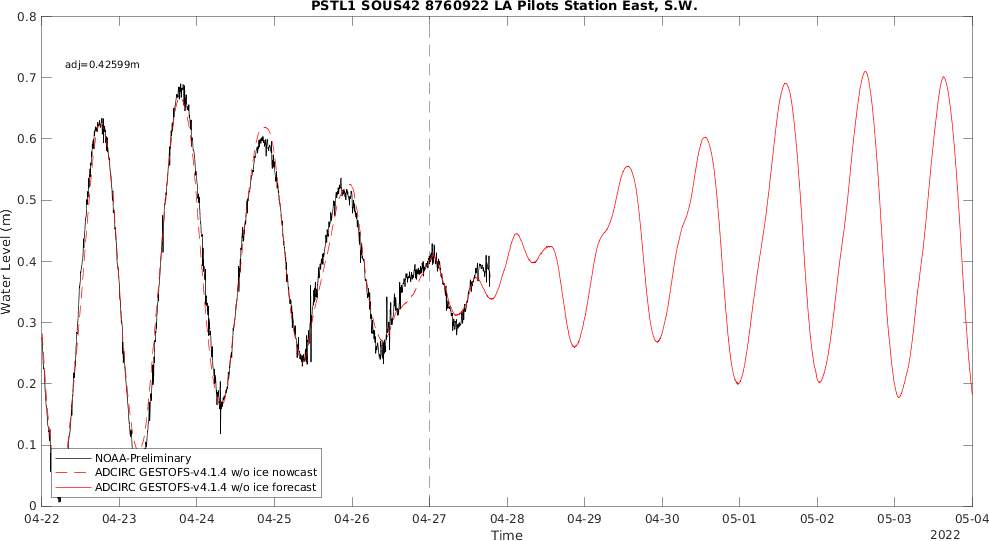 PSTL1 SOUS42 8760922 LA Pilots Station East, S.W.
adj=0.42599m
Water Level (m)
0.8
0.7
0.6
0.5
0.4
0.3
0.2
0.1
0
NOAA-Preliminary
ADCIRC GESTOFS-v4.1.4 w/o ice nowcast
ADCIRC GESTOFS-v4.1.4 w/o ice forecast
04-22 04-23 04-24 04-25 04-26 04-27 04-28 04-29 04-30 05-01 05-02 05-03 05-04
Time
2022